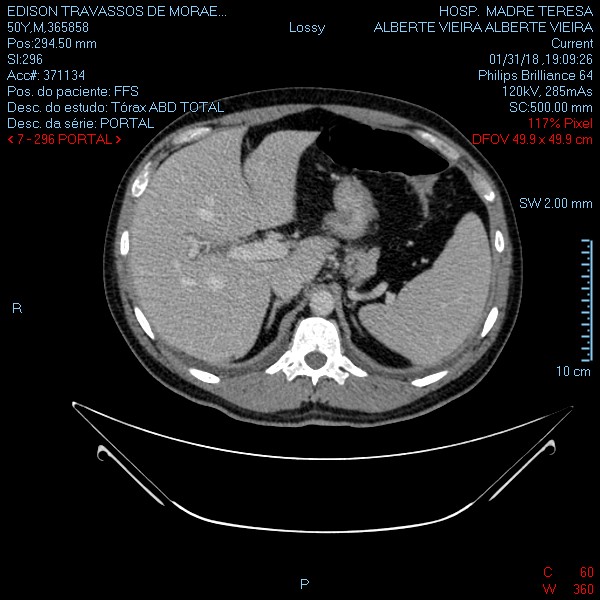 EDISON TRAVASSOS DE MORAE...
50Y,M,365858
Pos:294.50 mm
SI:296
Acc#: 371134
Pos. do paciente: FFS
Desc. do estudo: Tórax ABD TOTAL
Desc. da série: PORTAL
< 7 - 296 PORTAL >
Lossy
HOSP. MADRE TERESA
ALBERTE VIEIRA ALBERTE VIEIRA
Current
01/31/18 ,19:09:26
Philips Brilliance 64
120kV, 285mAs
SC:500.00 mm
117% Pixel
DFOV 49.9 x 49.9 cm
SW 2.00 mm
R
10 cm
P
C 60
W 360